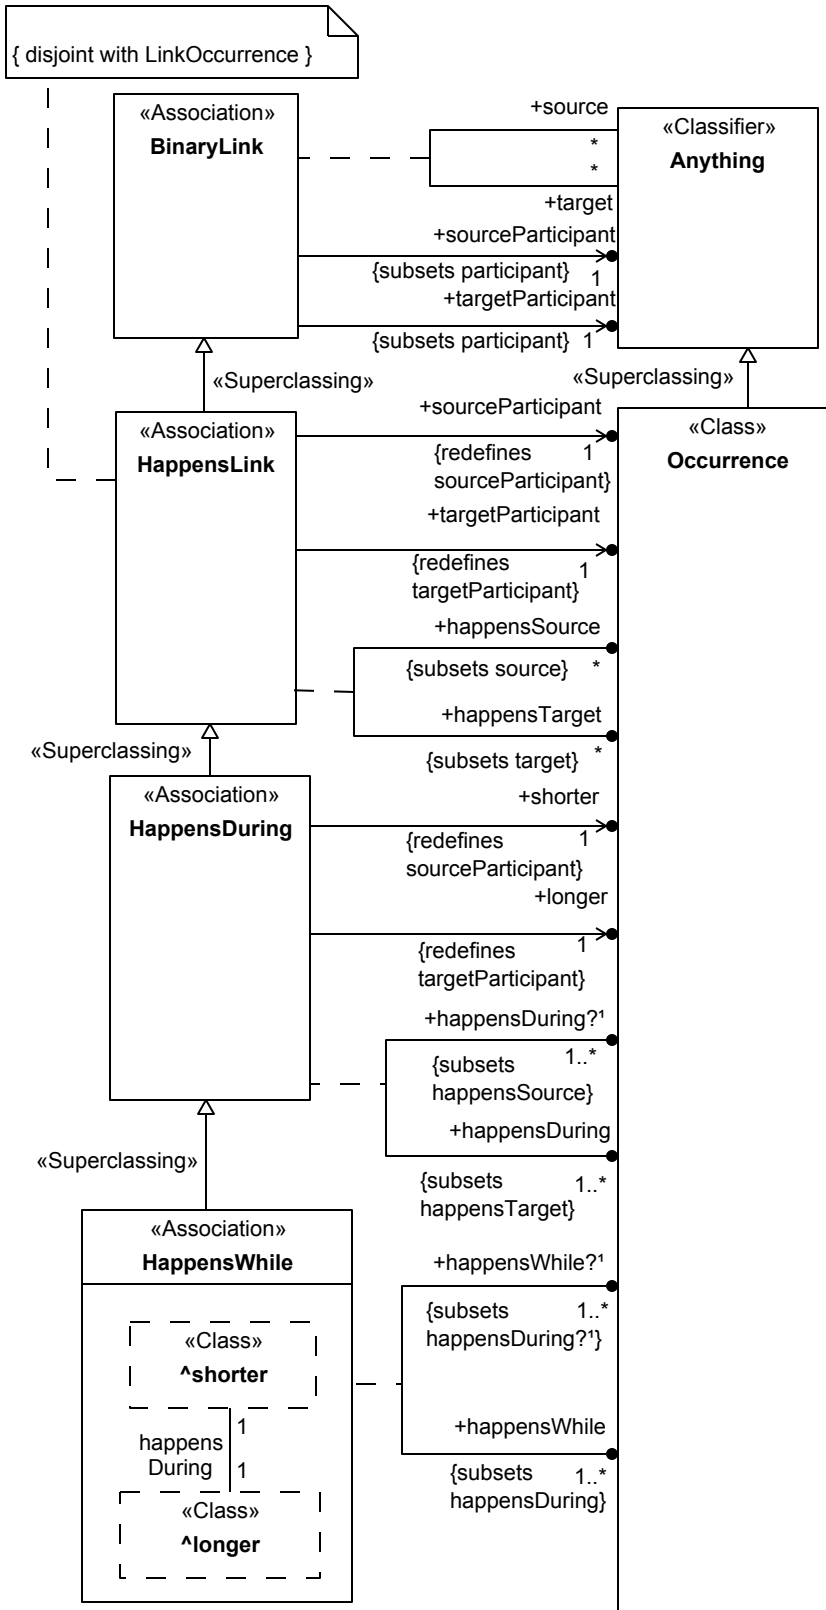 { disjoint with LinkOccurrence }
«Association»
BinaryLink
+source
*
*
+target
«Classifier»
Anything
+sourceParticipant
{subsets participant}
1
+targetParticipant
{subsets participant}
1
«Superclassing»
«Superclassing»
«Association»
HappensLink
+sourceParticipant
{redefines
sourceParticipant}
1
«Class»
Occurrence
+targetParticipant
{redefines
targetParticipant}
1
+happensSource
{subsets source}
*
+happensTarget
{subsets target}
*
«Superclassing»
«Association»
HappensDuring
+shorter
{redefines
sourceParticipant}
1
+longer
{redefines
targetParticipant}
1
+happensDuring?¹
{subsets
happensSource}
1..*
+happensDuring
{subsets
happensTarget}
1..*
«Superclassing»
«Association»
HappensWhile
+happensWhile?¹
{subsets
happensDuring?¹}
1..*
«Class»
^shorter
1
happens
During
1
«Class»
^longer
+happensWhile
{subsets
happensDuring}
1..*